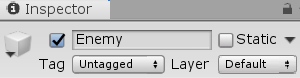 Inspector
Enemy Static
Tag Untagged Layer Default